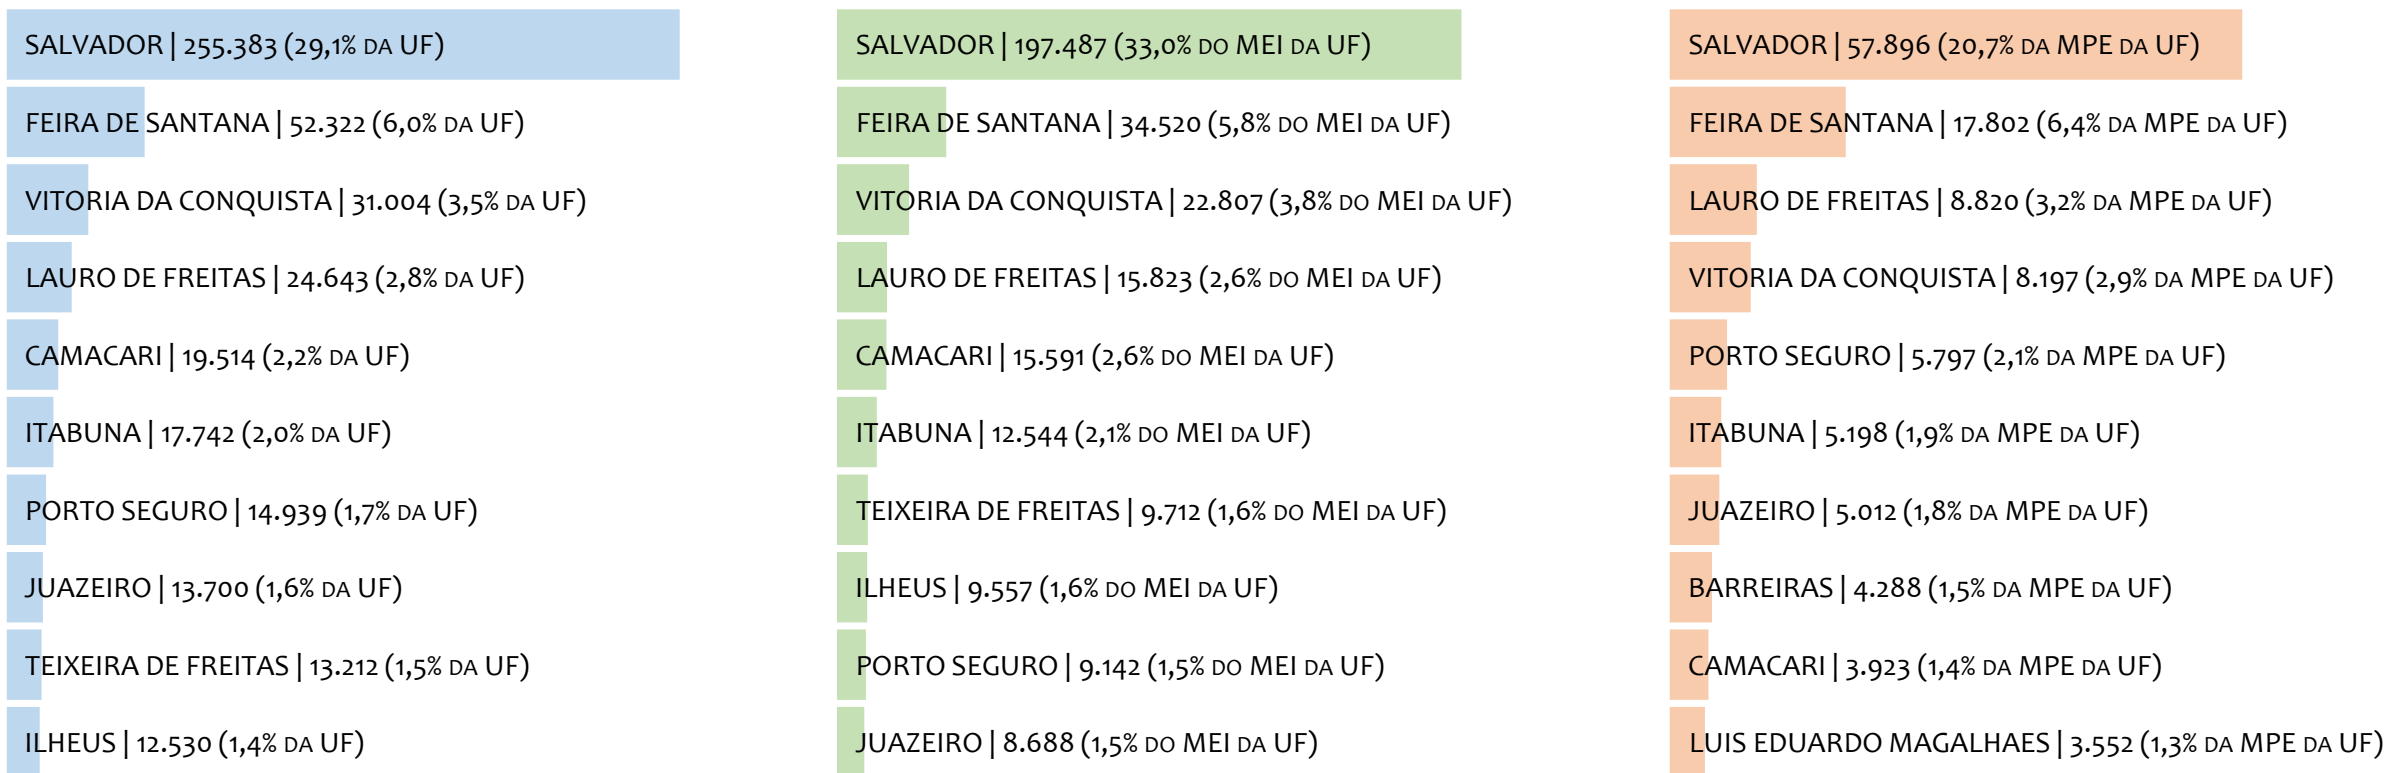 SALVADOR | 255.383 (29,1% DA UF)
FEIRA DE SANTANA | 52.322 (6,0% DA UF)
VITORIA DA CONQUISTA | 31.004 (3,5% DA UF)
LAURO DE FREITAS | 24.643 (2,8% DA UF)
CAMACARI | 19.514 (2,2% DA UF)
ITABUNA | 17.742 (2,0% DA UF)
PORTO SEGURO | 14.939 (1,7% DA UF)
JUAZEIRO | 13.700 (1,6% DA UF)
TEIXEIRA DE FREITAS | 13.212 (1,5% DA UF)
ILHEUS | 12.530 (1,4% DA UF)
SALVADOR | 197.487 (33,0% DO MEI DA UF)
FEIRA DE SANTANA | 34.520 (5,8% DO MEI DA UF)
VITORIA DA CONQUISTA | 22.807 (3,8% DO MEI DA UF)
LAURO DE FREITAS | 15.823 (2,6% DO MEI DA UF)
CAMACARI | 15.591 (2,6% DO MEI DA UF)
ITABUNA | 12.544 (2,1% DO MEI DA UF)
TEIXEIRA DE FREITAS | 9.712 (1,6% DO MEI DA UF)
ILHEUS | 9.557 (1,6% DO MEI DA UF)
PORTO SEGURO | 9.142 (1,5% DO MEI DA UF)
JUAZEIRO | 8.688 (1,5% DO MEI DA UF)
SALVADOR | 57.896 (20,7% DA MPE DA UF)
FEIRA DE SANTANA | 17.802 (6,4% DA MPE DA UF)
LAURO DE FREITAS | 8.820 (3,2% DA MPE DA UF)
VITORIA DA CONQUISTA | 8.197 (2,9% DA MPE DA UF)
PORTO SEGURO | 5.797 (2,1% DA MPE DA UF)
ITABUNA | 5.198 (1,9% DA MPE DA UF)
JUAZEIRO | 5.012 (1,8% DA MPE DA UF)
BARREIRAS | 4.288 (1,5% DA MPE DA UF)
CAMACARI | 3.923 (1,4% DA MPE DA UF)
LUIS EDUARDO MAGALHAES | 3.552 (1,3% DA MPE DA UF)